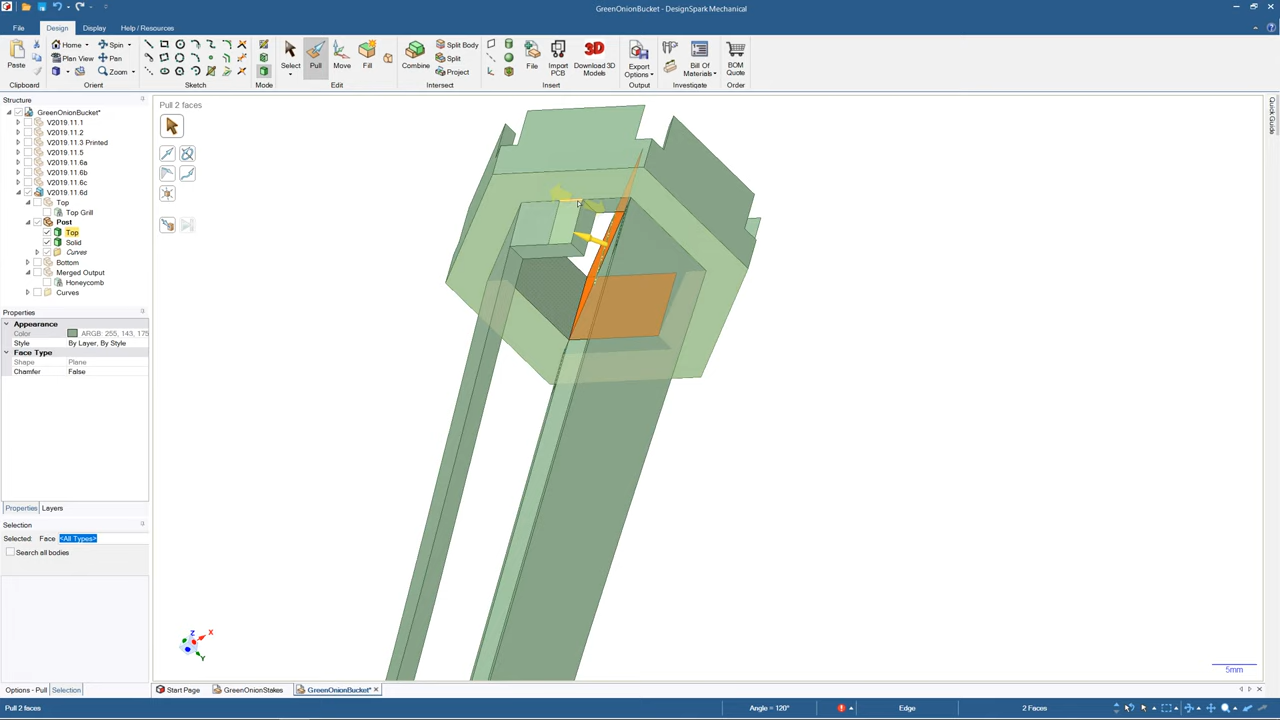 GreenOnionBucket - DesignSpark Mechanical
File
Design
Display
Help / Resources
Paste
Clipboard
Home
Spin
Plan View
Pan
Zoom
Orient
Sketch
Mode
Select
Pull
Move
Fill
Edit
Combine
Split Body
Split
Project
Intersect
File
Import PCB
Download 3D Models
Insert
Export Options
Output
Bill Of Materials
Investigate
BOM Quote
Order
Structure
GreenOnionBucket*
V2019.11.1
V2019.11.2
V2019.11.3 Printed
V2019.11.5
V2019.11.6a
V2019.11.6b
V2019.11.6c
V2019.11.6d
Top
Top Grill
Post
Top
Solid
Curves
Bottom
Merged Output
Honeycomb
Curves
Properties
Appearance
Color ARGB: 255, 143, 175
Style By Layer, By Style
Face Type
Shape Plane
Chamfer False
Properties Layers
Selection
Selected: Face <All Types>
Search all bodies
Options - Pull Selection
Pull 2 faces
Quick Guide
Z
X
Y
5mm
Start Page
GreenOnionStakes
GreenOnionBucket*
Pull 2 faces
Angle = 120°
Edge
2 Faces